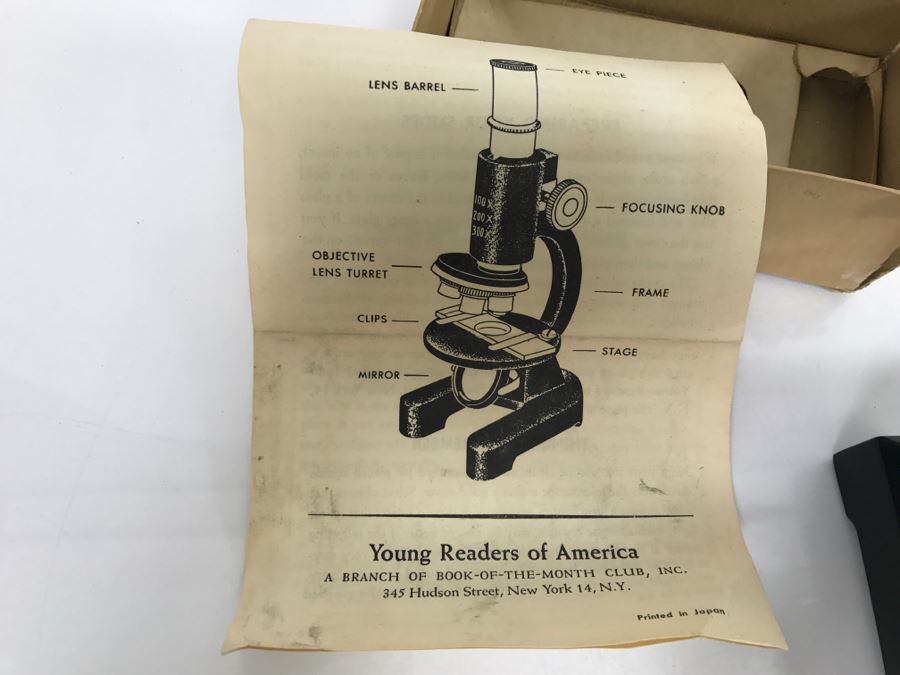 EYE PIECE
LENS BARREL
100X
200X
300X
FOCUSING KNOB
OBJECTIVE
LENS TURRET
FRAME
CLIPS
STAGE
MIRROR
Young Readers of America
A BRANCH OF BOOK-OF-THE-MONTH CLUB, INC.
345 Hudson Street, New York 14, N.Y.
Printed in Japan